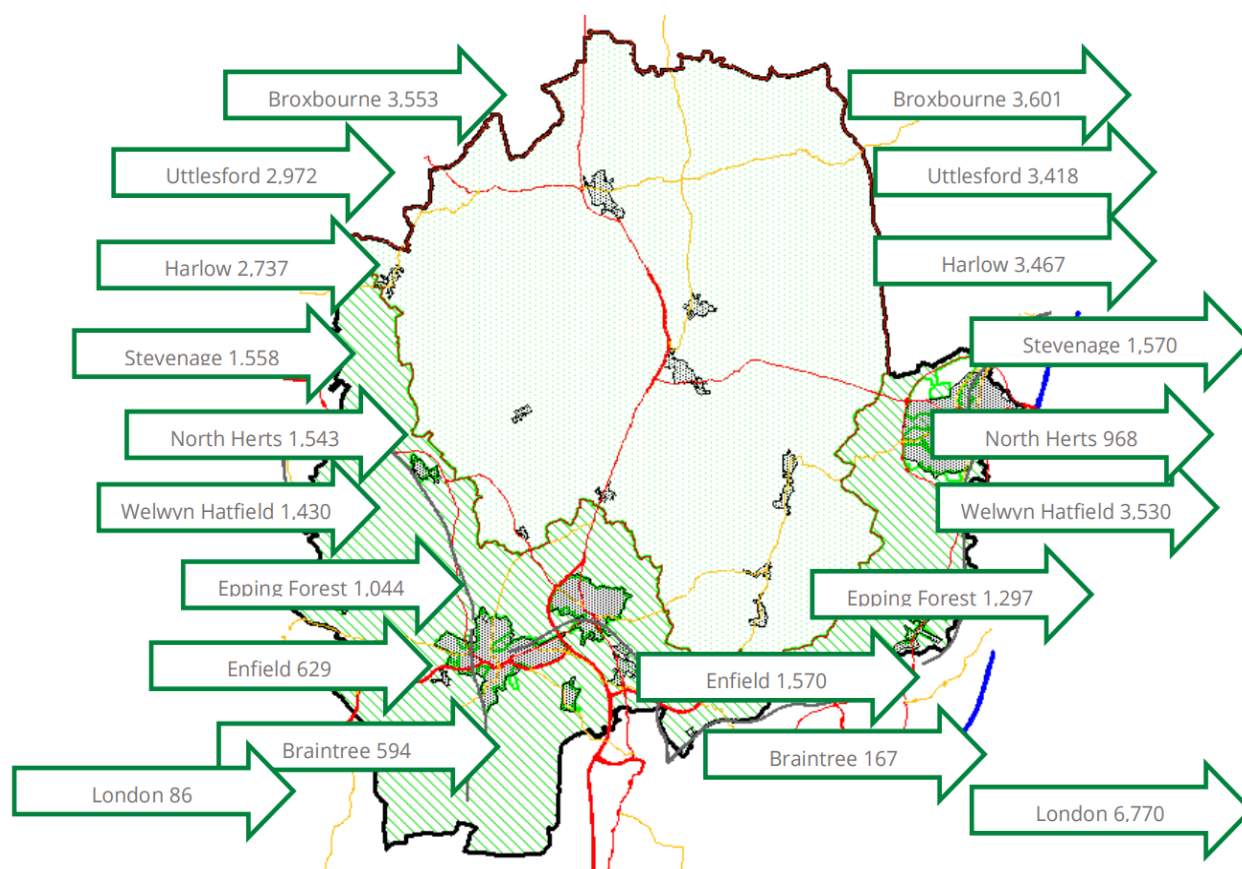 Broxbourne 3,553
Broxbourne 3,601
Uttlesford 2,972
Uttlesford 3,418
Harlow 2,737
Harlow 3,467
Stevenage 1.558
Stevenage 1,570
North Herts 1,543
North Herts 968
Welwyn Hatfield 1,430
Welwyn Hatfield 3,530
Epping Forest 1,044
Epping Forest 1,297
Enfield 629
Enfield 1,570
Braintree 594
Braintree 167
London 86
London 6,770